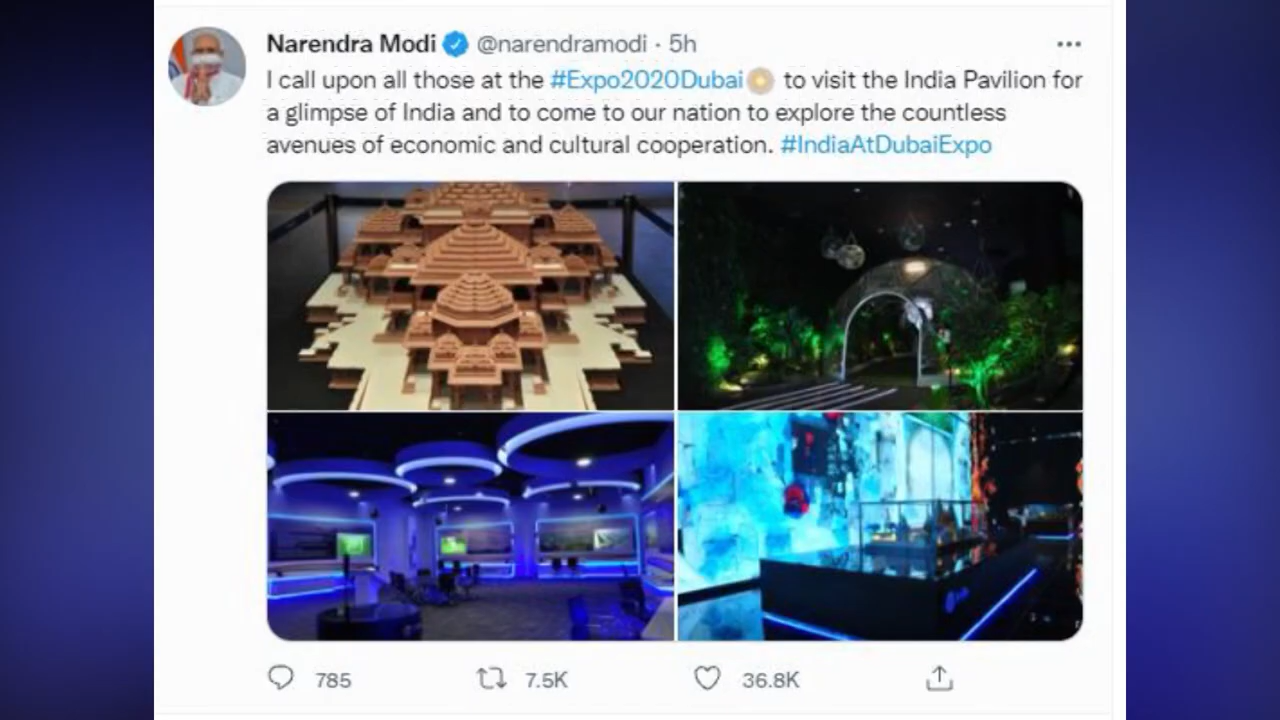 Narendra Modi @narendramodi · 5h
I call upon all those at the #Expo2020Dubai to visit the India Pavilion for
a glimpse of India and to come to our nation to explore the countless
avenues of economic and cultural cooperation. #IndiaAtDubaiExpo
785 7.5K 36.8K